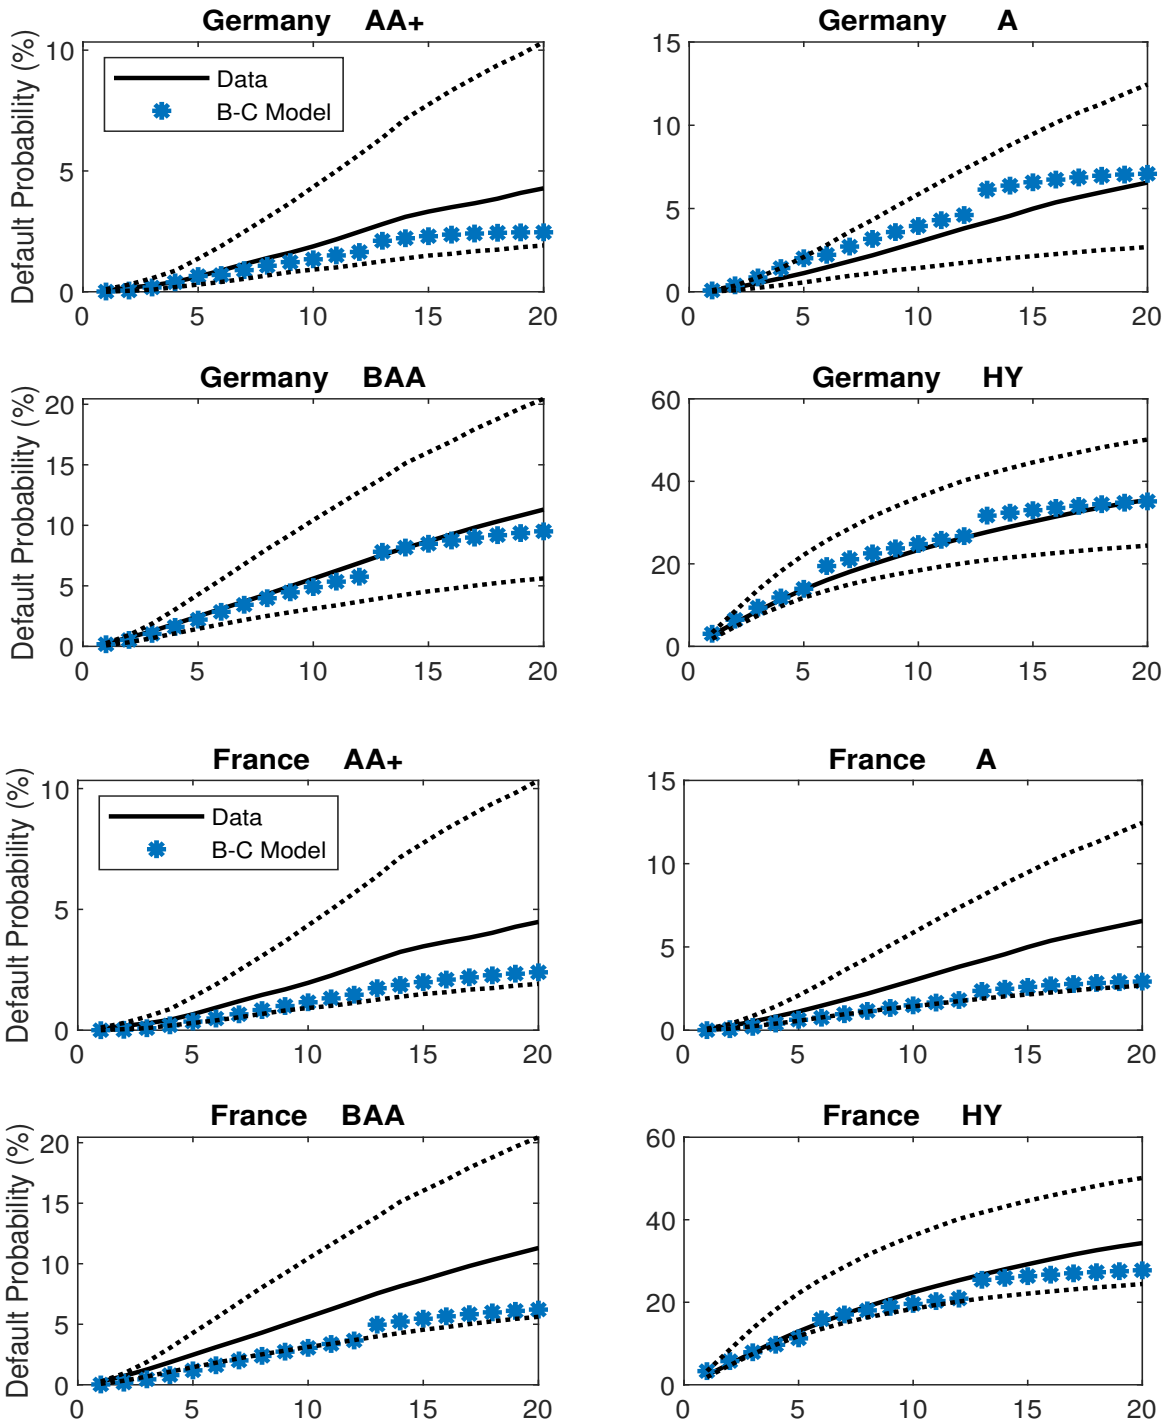 Germany AA+
Germany A
Default Probability (%)
10
5
0
Data
B-C Model
0 5 10 15 20
15
10
5
0
0 5 10 15 20
Germany BAA
Germany HY
Default Probability (%)
20
15
10
5
0
0 5 10 15 20
60
40
20
0
0 5 10 15 20
France AA+
France A
Default Probability (%)
10
5
0
Data
B-C Model
0 5 10 15 20
15
10
5
0
0 5 10 15 20
France BAA
France HY
Default Probability (%)
20
15
10
5
0
0 5 10 15 20
60
40
20
0
0 5 10 15 20